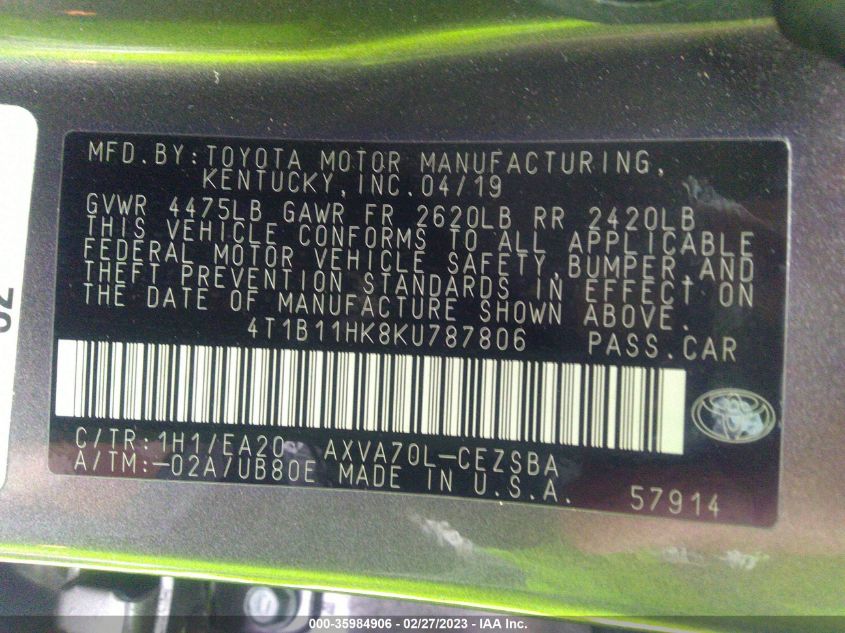 MFD.BY:TOYOTA MOTOR MANUFACTURING,
KENTUCKY,INC.04/19
GVWR 4475LB GAWR FR 2620LB RR 2420LB
THIS VEHICLE CONFORMS TO ALL APPLICABLE
FEDERAL MOTOR VEHICLE SAFETY,BUMPER,AND
THEFT PREVENTION STANDARDS IN EFFECT ON
THE DATE OF MANUFACTURE SHOWN ABOVE.
4T1B11HK8KU787806 PASS.CAR
C/TR:1H1/EA20 AXVA70L-CEZSBA
A/TM:-02A/UB80E MADE IN U.S.A.
57914
000-35984906 - 02/27/2023 - IAA Inc.